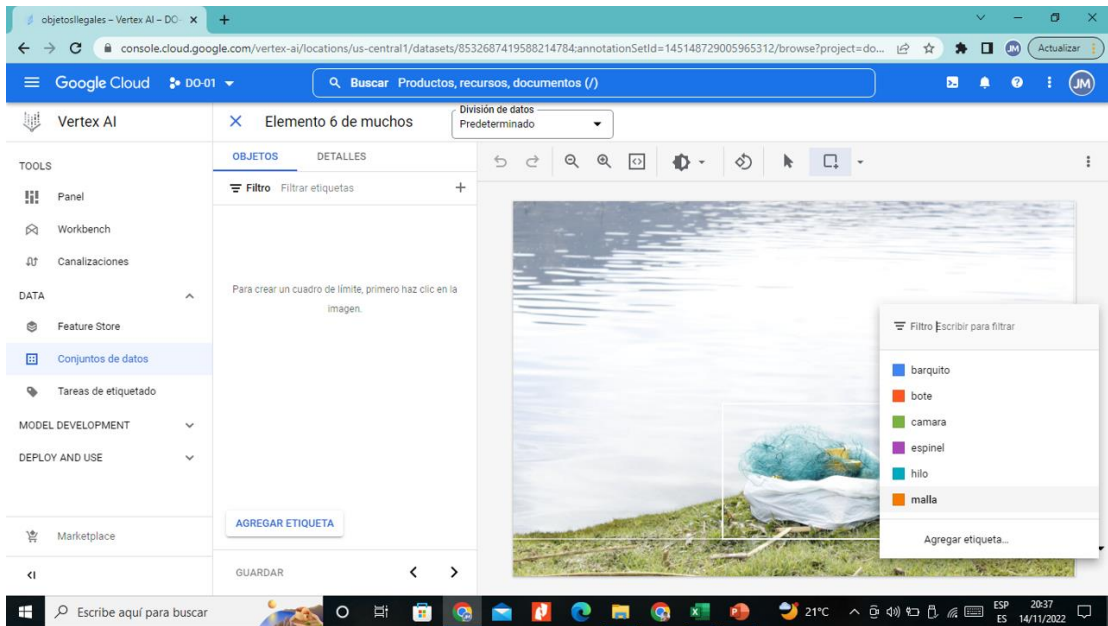 objetosIlegales – Vertex AI – DO-
console.cloud.google.com/vertex-ai/locations/us-central1/datasets/8532687419588214784;annotationSetId=145148729005965312/browse?project=do...
JM
Actualizar
Google Cloud
DO-01
Buscar Productos, recursos, documentos (/)
JM
Vertex AI
Elemento 6 de muchos
División de datos
Predeterminado
TOOLS
Panel
Workbench
Canalizaciones
DATA
Feature Store
Conjuntos de datos
Tareas de etiquetado
MODEL DEVELOPMENT
DEPLOY AND USE
Marketplace
OBJETOS DETALLES
Filtro Filtrar etiquetas
Para crear un cuadro de límite, primero haz clic en la
imagen.
AGREGAR ETIQUETA
GUARDAR
Filtro Escribir para filtrar
barquito
bote
camara
espinel
hilo
malla
Agregar etiqueta...
Escribe aquí para buscar
21°C
ESP
ES
20:37
14/11/2022